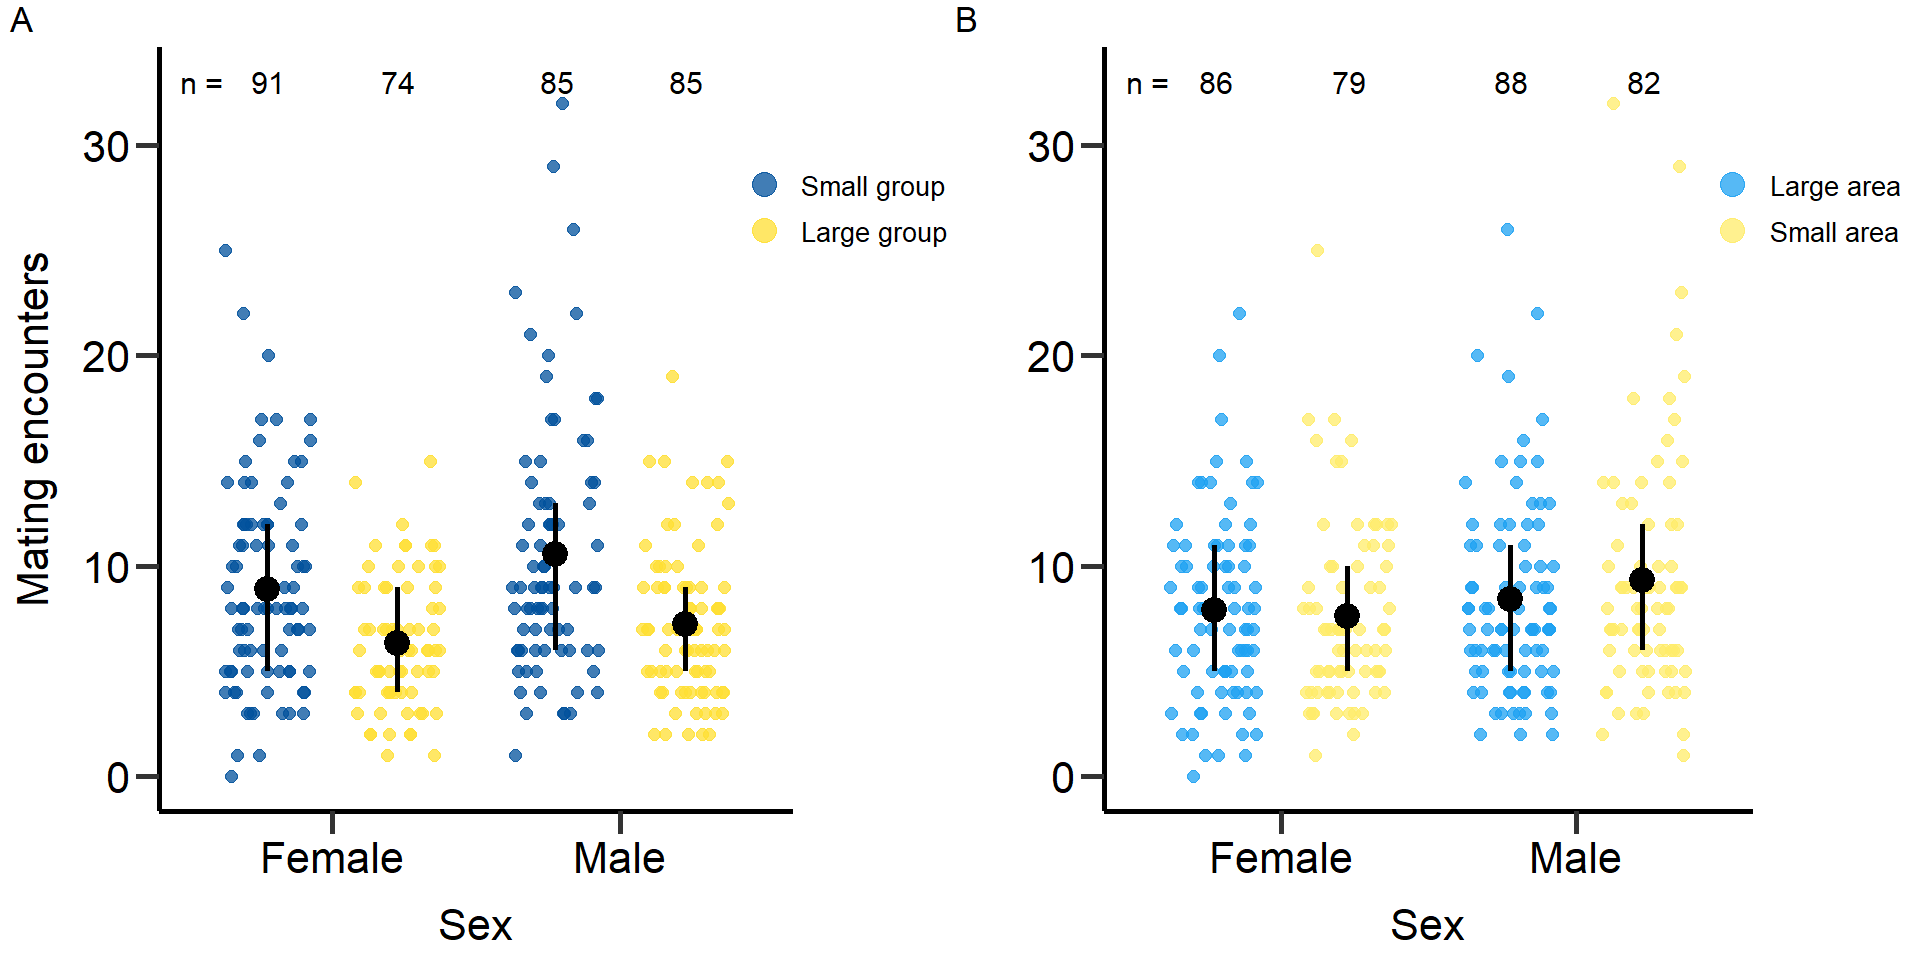 A
n = 91 74 85 85
30
20
10
0
Mating encounters
Small group
Large group
Female Male
Sex
B
n = 86 79 88 82
30
20
10
0
Large area
Small area
Female Male
Sex